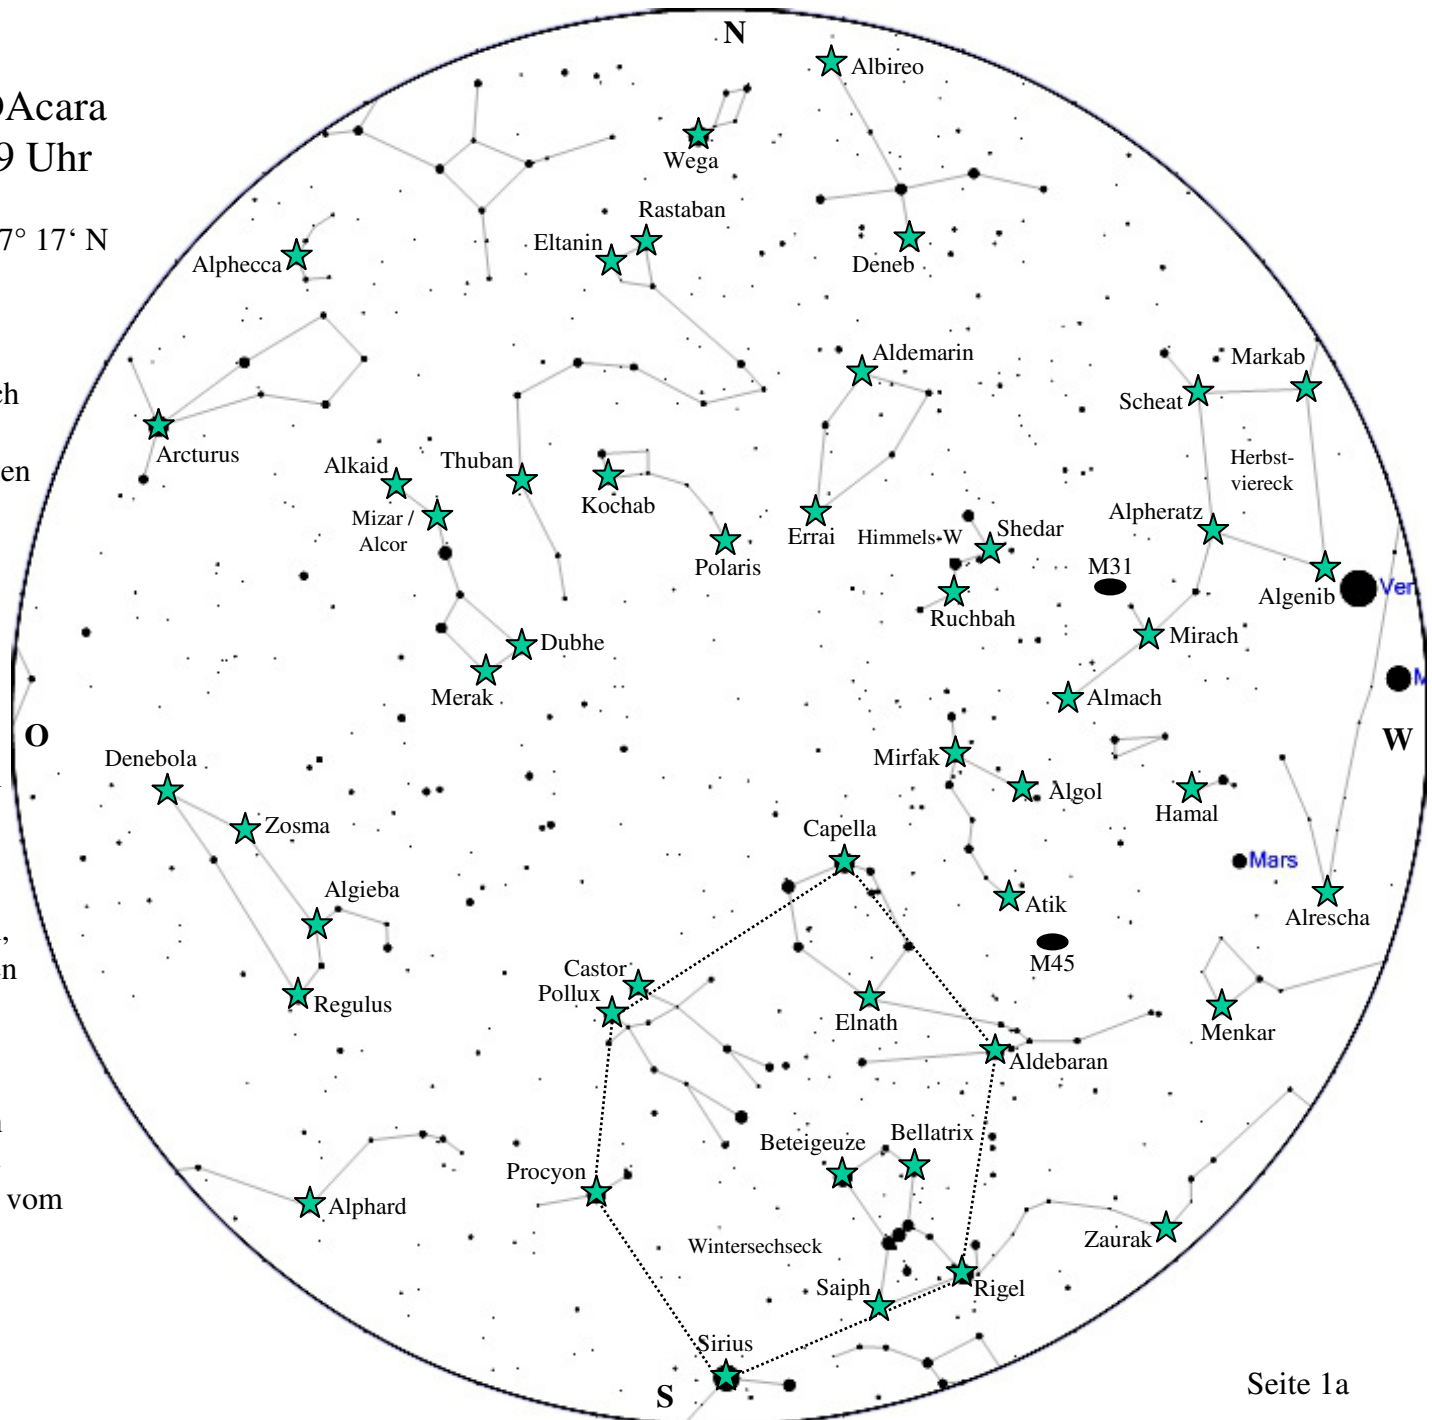 N
Albireo
Acara
9 Uhr
Wega
Rastaban
7° 17‘ N
Eltanin
Deneb
Alphecca
Aldemarin
Markab
Scheat
ch
Arcturus
Alkaid
Thuban
Herbst-
viereck
en
Kochab
Mizar /
Alcor
Alpheratz
Errai
Himmels-W
Shedar
Polaris
M31
Algenib
Ver
Ruchbah
Mirach
Dubhe
M
Merak
Almach
O
W
Denebola
Mirfak
Algol
Hamal
Zosma
Capella
Mars
Algieba
Atik
Alrescha
,
en
M45
Castor
Pollux
Regulus
Elnath
Menkar
Aldebaran
Beteigeuze
Bellatrix
Procyon
vom
Alphard
Zaurak
Wintersechseck
Saiph
Rigel
Sirius
S
Seite 1a